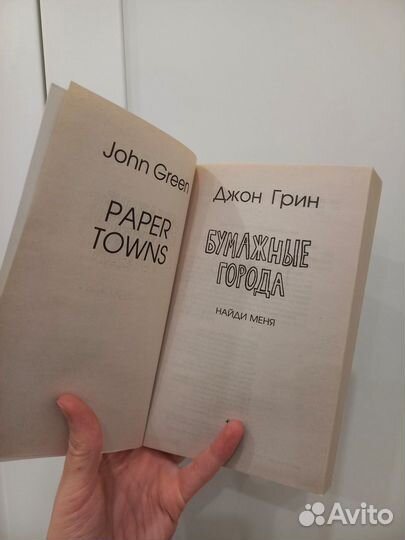 John Green
PAPER
TOWNS
Джон Грин
БУМАЖНЫЕ
ГОРОДА
НАЙДИ МЕНЯ
Avito